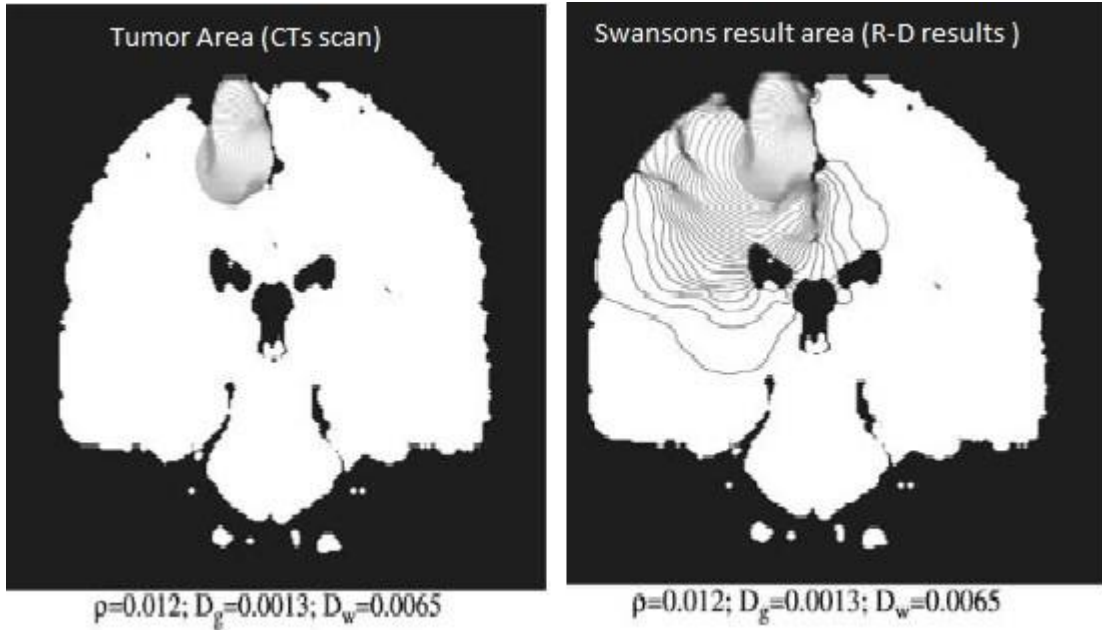 Tumor Area (CTs scan)
Swansons result area (R-D results )
ρ=0.012; D_g=0.0013; D_w=0.0065
ρ̃=0.012; D_g=0.0013; D_w=0.0065